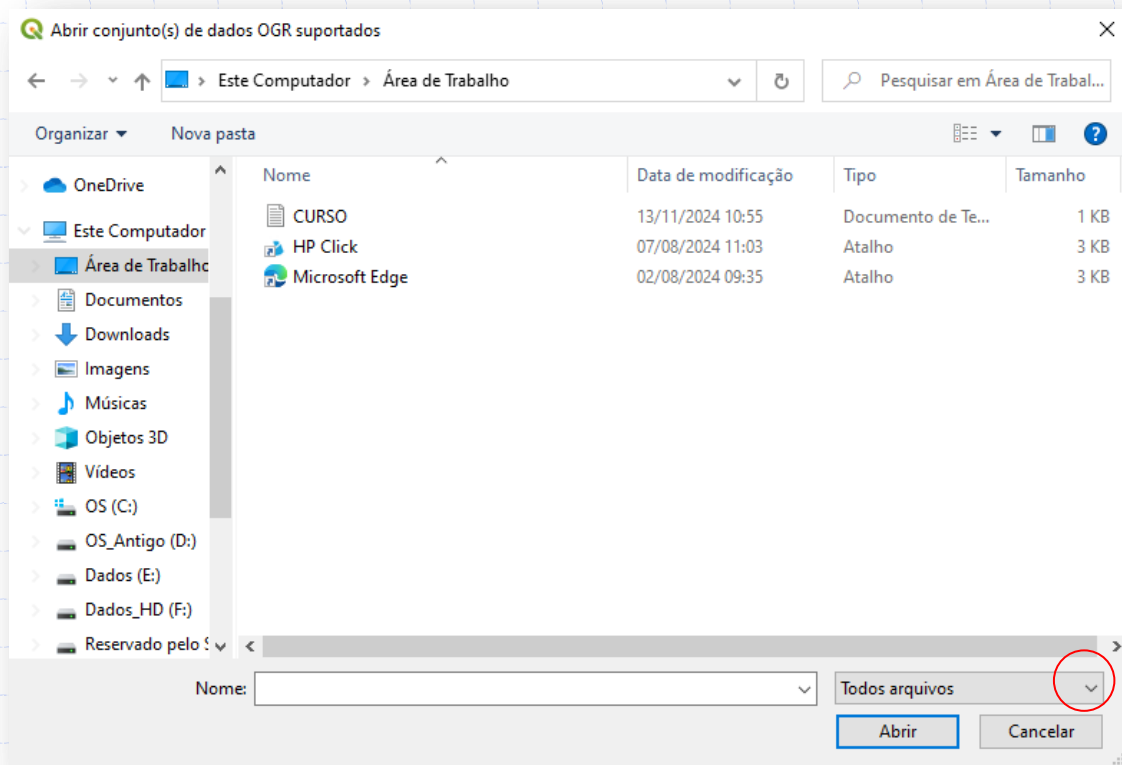 Abrir conjunto(s) de dados OGR suportados
Este Computador > Área de Trabalho
Pesquisar em Área de Trabal...
Organizar
Nova pasta
Nome
Data de modificação
Tipo
Tamanho
OneDrive
Este Computador
Área de Trabalho
Documentos
Downloads
Imagens
Músicas
Objetos 3D
Vídeos
OS (C:)
OS_Antigo (D:)
Dados (E:)
Dados_HD (F:)
Reservado pelo S
CURSO 13/11/2024 10:55 Documento de Te... 1 KB
HP Click 07/08/2024 11:03 Atalho 3 KB
Microsoft Edge 02/08/2024 09:35 Atalho 3 KB
Nome:
Todos arquivos
Abrir
Cancelar